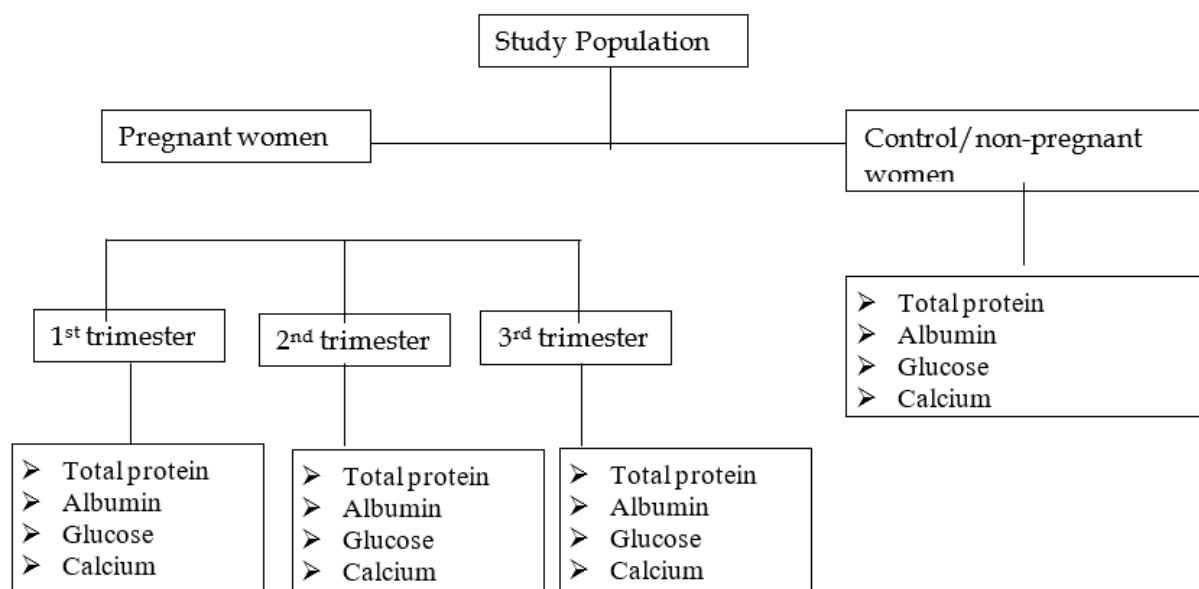 Study Population
Pregnant women
Control/non-pregnant
women
1st trimester
2nd trimester
3rd trimester
➤ Total protein
➤ Albumin
➤ Glucose
➤ Calcium
➤ Total protein
➤ Albumin
➤ Glucose
➤ Calcium
➤ Total protein
➤ Albumin
➤ Glucose
➤ Calcium
➤ Total protein
➤ Albumin
➤ Glucose
➤ Calcium